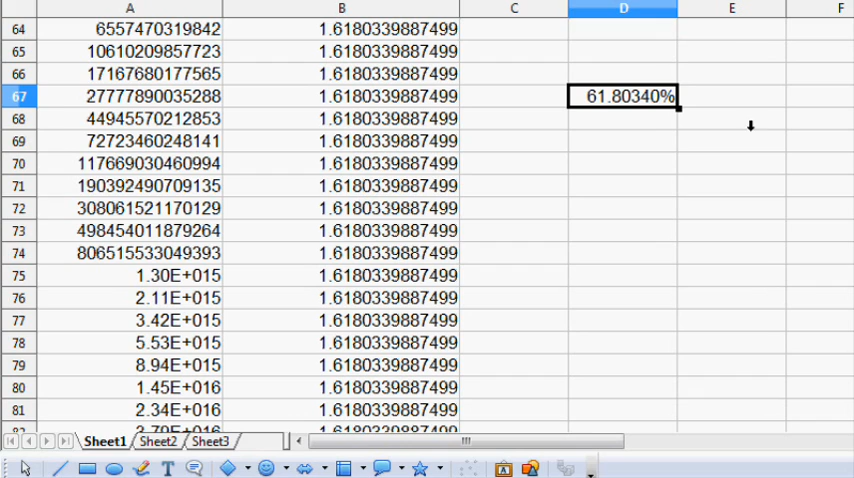 A B C D E F
64 6557470319842 1.6180339887499
65 10610209857723 1.6180339887499
66 17167680177565 1.6180339887499
67 27777890035288 1.6180339887499 61.80340%
68 44945570212853 1.6180339887499
69 72723460248141 1.6180339887499
70 117669030460994 1.6180339887499
71 190392490709135 1.6180339887499
72 308061521170129 1.6180339887499
73 498454011879264 1.6180339887499
74 806515533049393 1.6180339887499
75 1.30E+015 1.6180339887499
76 2.11E+015 1.6180339887499
77 3.42E+015 1.6180339887499
78 5.53E+015 1.6180339887499
79 8.94E+015 1.6180339887499
80 1.45E+016 1.6180339887499
81 2.34E+016 1.6180339887499
Sheet1 Sheet2 Sheet3
T